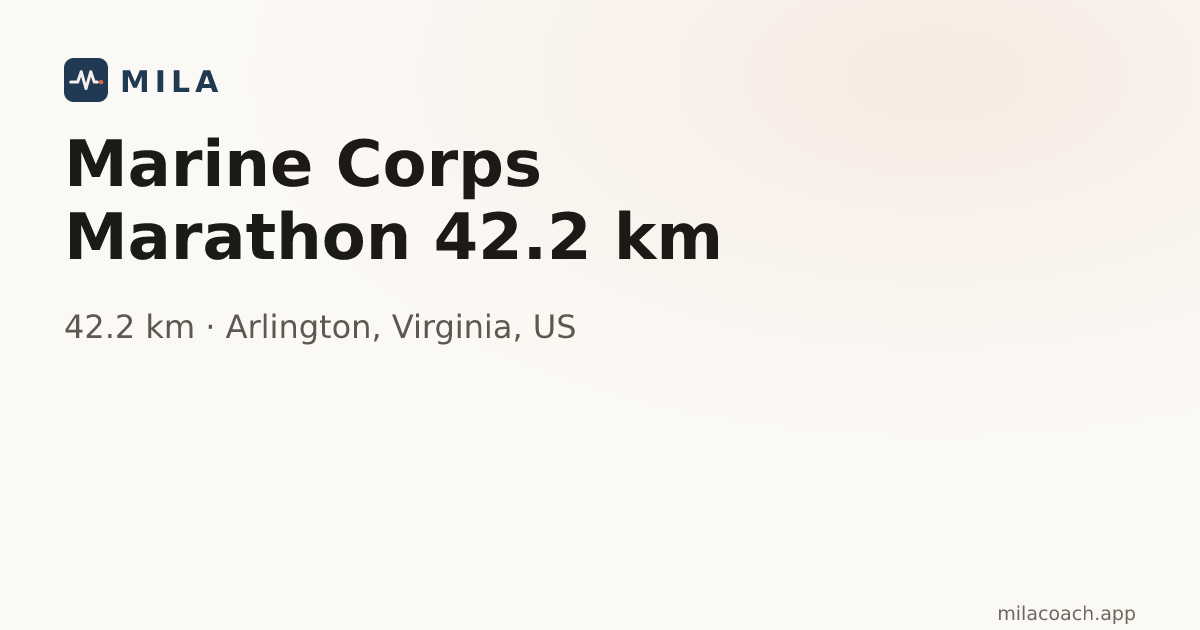 MILA
Marine Corps
Marathon 42.2 km
42.2 km · Arlington, Virginia, US
milacoach.app